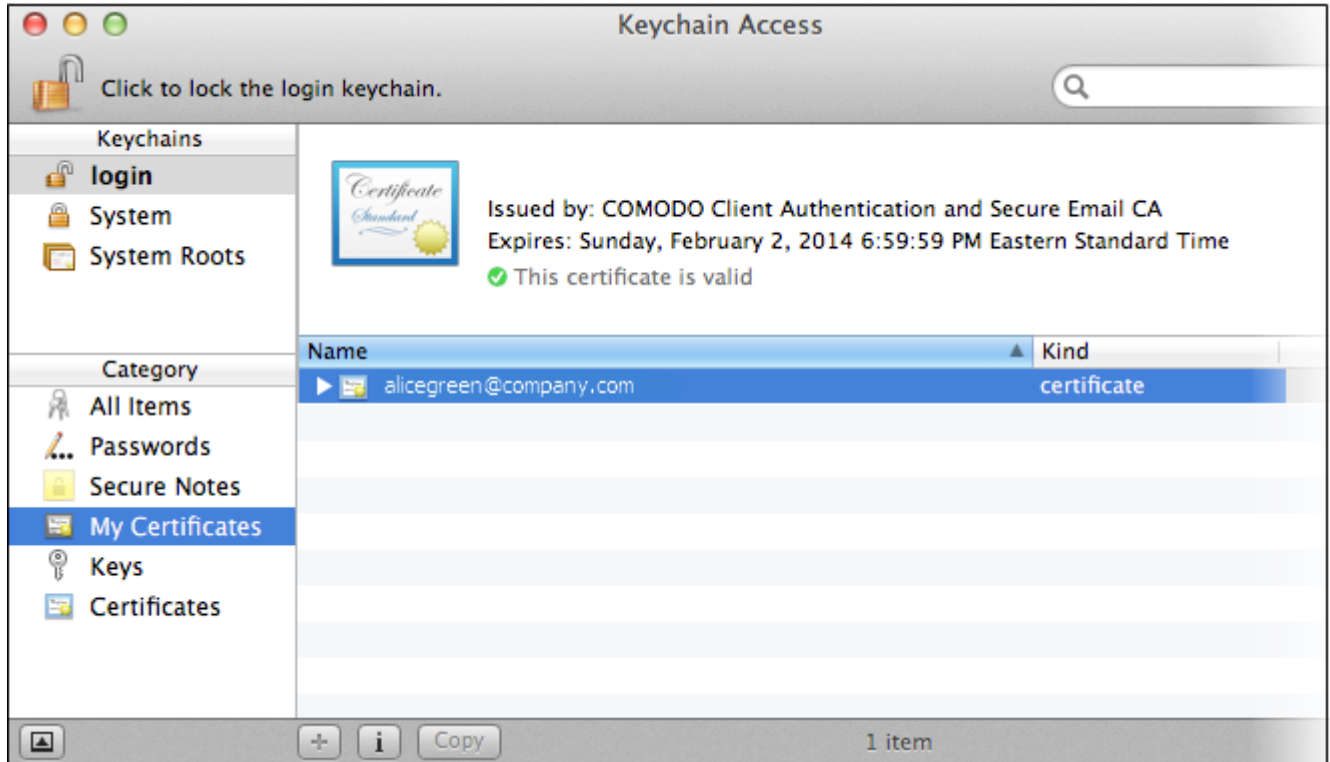 Keychain Access
Click to lock the login keychain.
Keychains
login
System
System Roots
Certificate
Standard
Issued by: COMODO Client Authentication and Secure Email CA
Expires: Sunday, February 2, 2014 6:59:59 PM Eastern Standard Time
This certificate is valid
Category
All Items
Passwords
Secure Notes
My Certificates
Keys
Certificates
Name Kind
alicegreen@company.com certificate
Copy
1 item